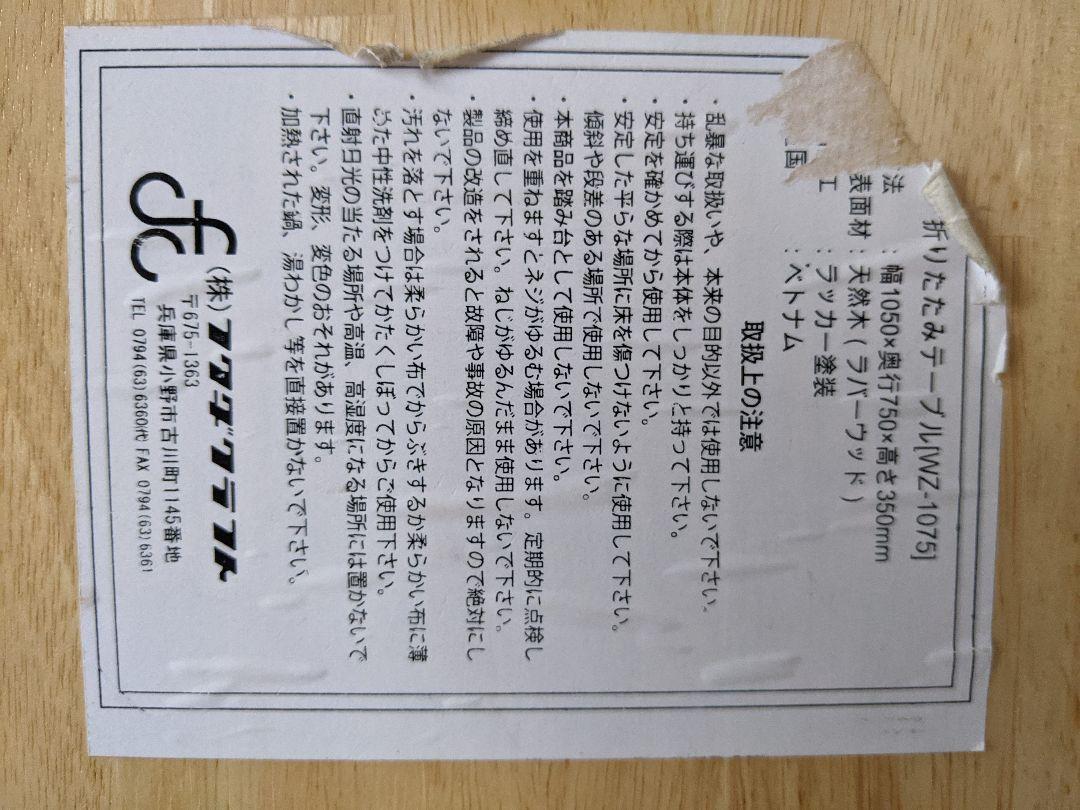 折りたたみテーブル[WZ-1075]
法 : 幅1050×奥行750×高さ350mm
表面材 : 天然木(ラバーウッド)
工 : ラッカー塗装
国 : ベトナム
取扱上の注意
・乱暴な取扱いや、本来の目的以外では使用しないで下さい。
・持ち運びする際は本体をしっかりと持って下さい。
・安定を確かめてから使用して下さい。
・安定した平らな場所に床を傷つけないように使用して下さい。
傾斜や段差のある場所で使用しないで下さい。
・本商品を踏み台として使用しないで下さい。
・使用を重ねますとネジがゆるむ場合があります。定期的に点検し
締め直して下さい。ねじがゆるんだまま使用しないで下さい。
・製品の改造をされると故障や事故の原因となりますので絶対にし
ないで下さい。
・汚れを落とす場合は柔らかい布でからぶきするか柔らかい布に薄
めた中性洗剤をつけてかたくしぼってからご使用下さい。
・直射日光の当たる場所や高温、高湿度になる場所には置かないで
下さい。変形、変色のおそれがあります。
・加熱された鍋、湯わかし等を直接置かないで下さい。
fc (株)フクダクラフト
〒675-1363
兵庫県小野市古川町1145番地
TEL 0794(63)6360(代) FAX 0794(63)6361